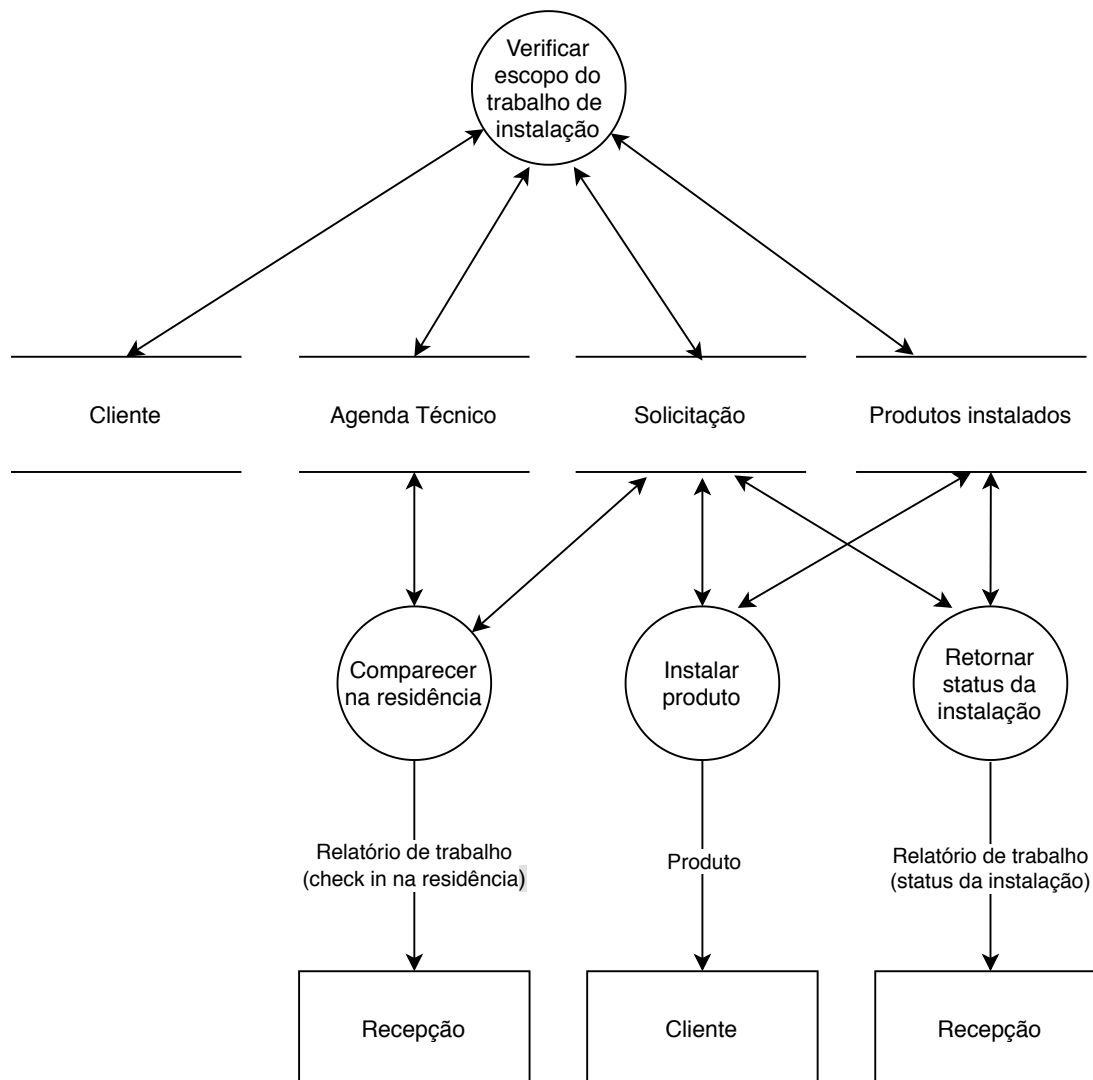 Verificar
escopo do
trabalho de
instalação
Cliente
Agenda Técnico
Solicitação
Produtos instalados
Comparecer
na residência
Instalar
produto
Retornar
status da
instalação
Relatório de trabalho
(check in na residência)
Produto
Relatório de trabalho
(status da instalação)
Recepção
Cliente
Recepção